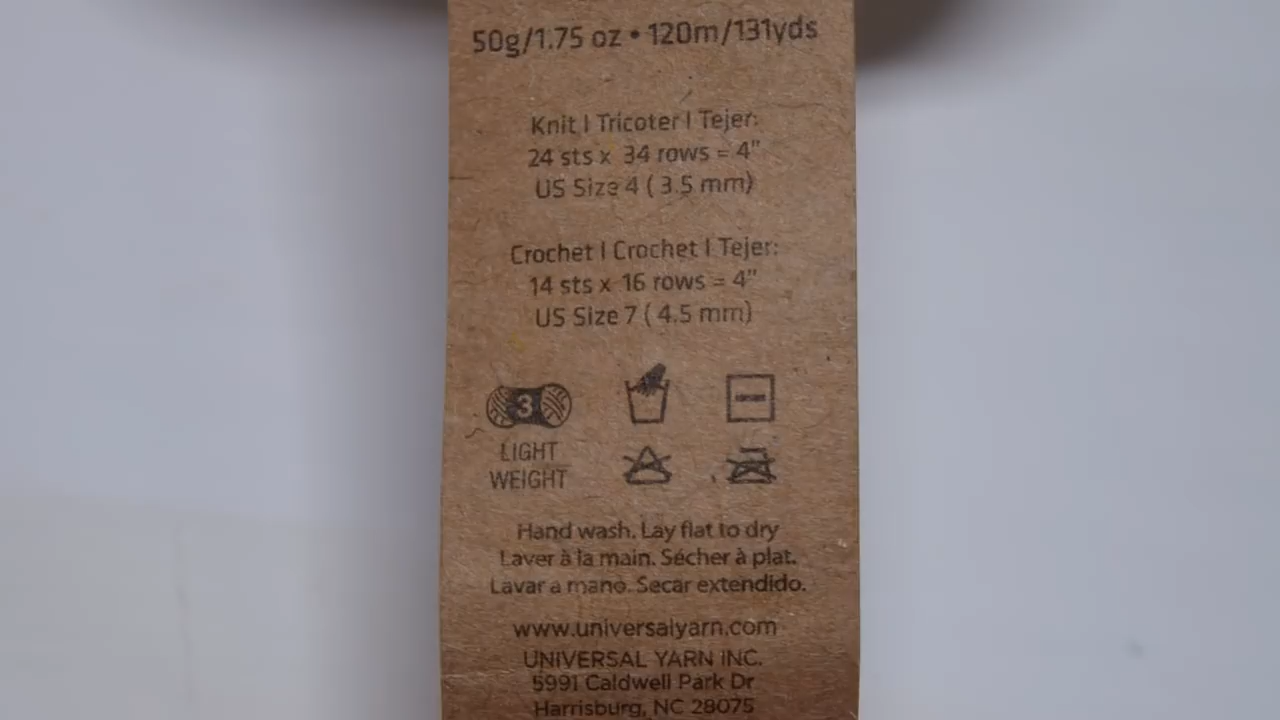 50g/1.75 oz • 120m/131yds
Knit | Tricoter | Tejer:
24 sts x 34 rows = 4"
US Size 4 ( 3.5 mm)
Crochet | Crochet | Tejer:
14 sts x 16 rows = 4"
US Size 7 ( 4.5 mm)
3
LIGHT
WEIGHT
Hand wash. Lay flat to dry
Laver à la main. Sécher à plat.
Lavar a mano. Secar extendido.
www.universalyarn.com
UNIVERSAL YARN INC.
5991 Caldwell Park Dr
Harrisburg, NC 28075